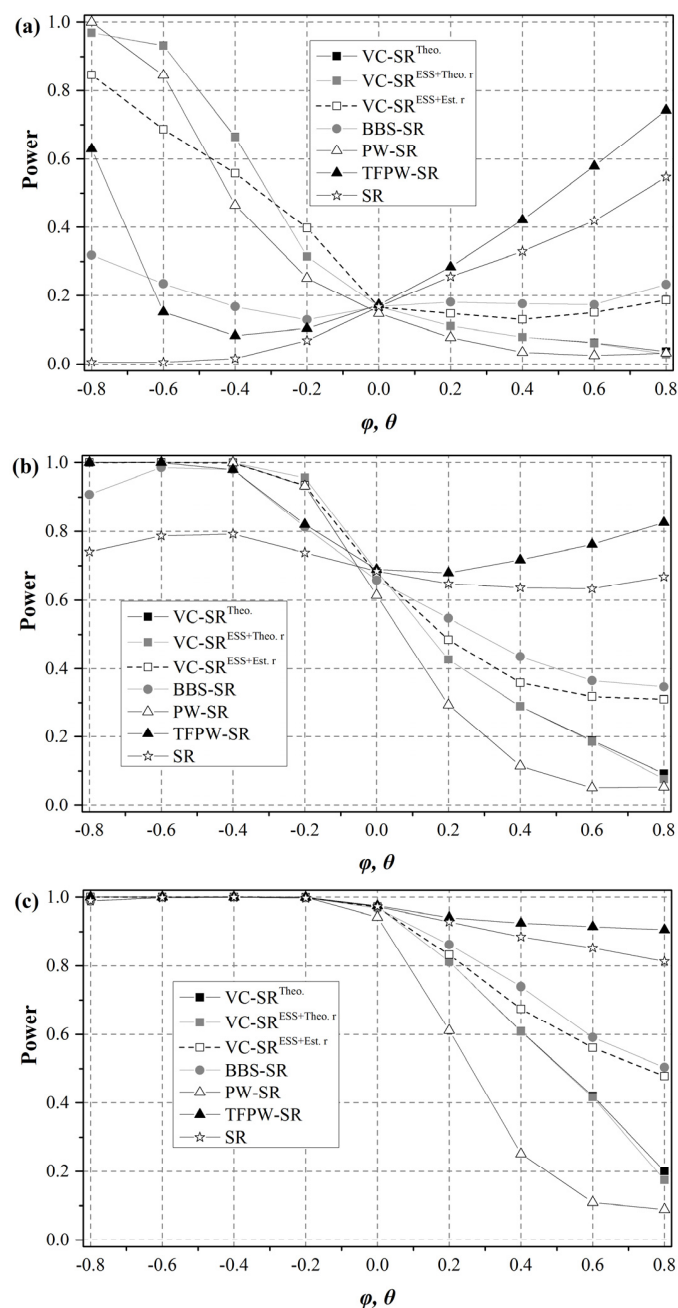 (a)
1.0
0.8
0.6
0.4
0.2
0.0
Power
VC-SR^Theo.
VC-SR^ESS+Theo. r
VC-SR^ESS+Est. r
BBS-SR
PW-SR
TFPW-SR
SR
-0.8 -0.6 -0.4 -0.2 0.0 0.2 0.4 0.6 0.8
φ, θ
(b)
1.0
0.8
0.6
0.4
0.2
0.0
Power
VC-SR^Theo.
VC-SR^ESS+Theo. r
VC-SR^ESS+Est. r
BBS-SR
PW-SR
TFPW-SR
SR
-0.8 -0.6 -0.4 -0.2 0.0 0.2 0.4 0.6 0.8
φ, θ
(c)
1.0
0.8
0.6
0.4
0.2
0.0
Power
VC-SR^Theo.
VC-SR^ESS+Theo. r
VC-SR^ESS+Est. r
BBS-SR
PW-SR
TFPW-SR
SR
-0.8 -0.6 -0.4 -0.2 0.0 0.2 0.4 0.6 0.8
φ, θ